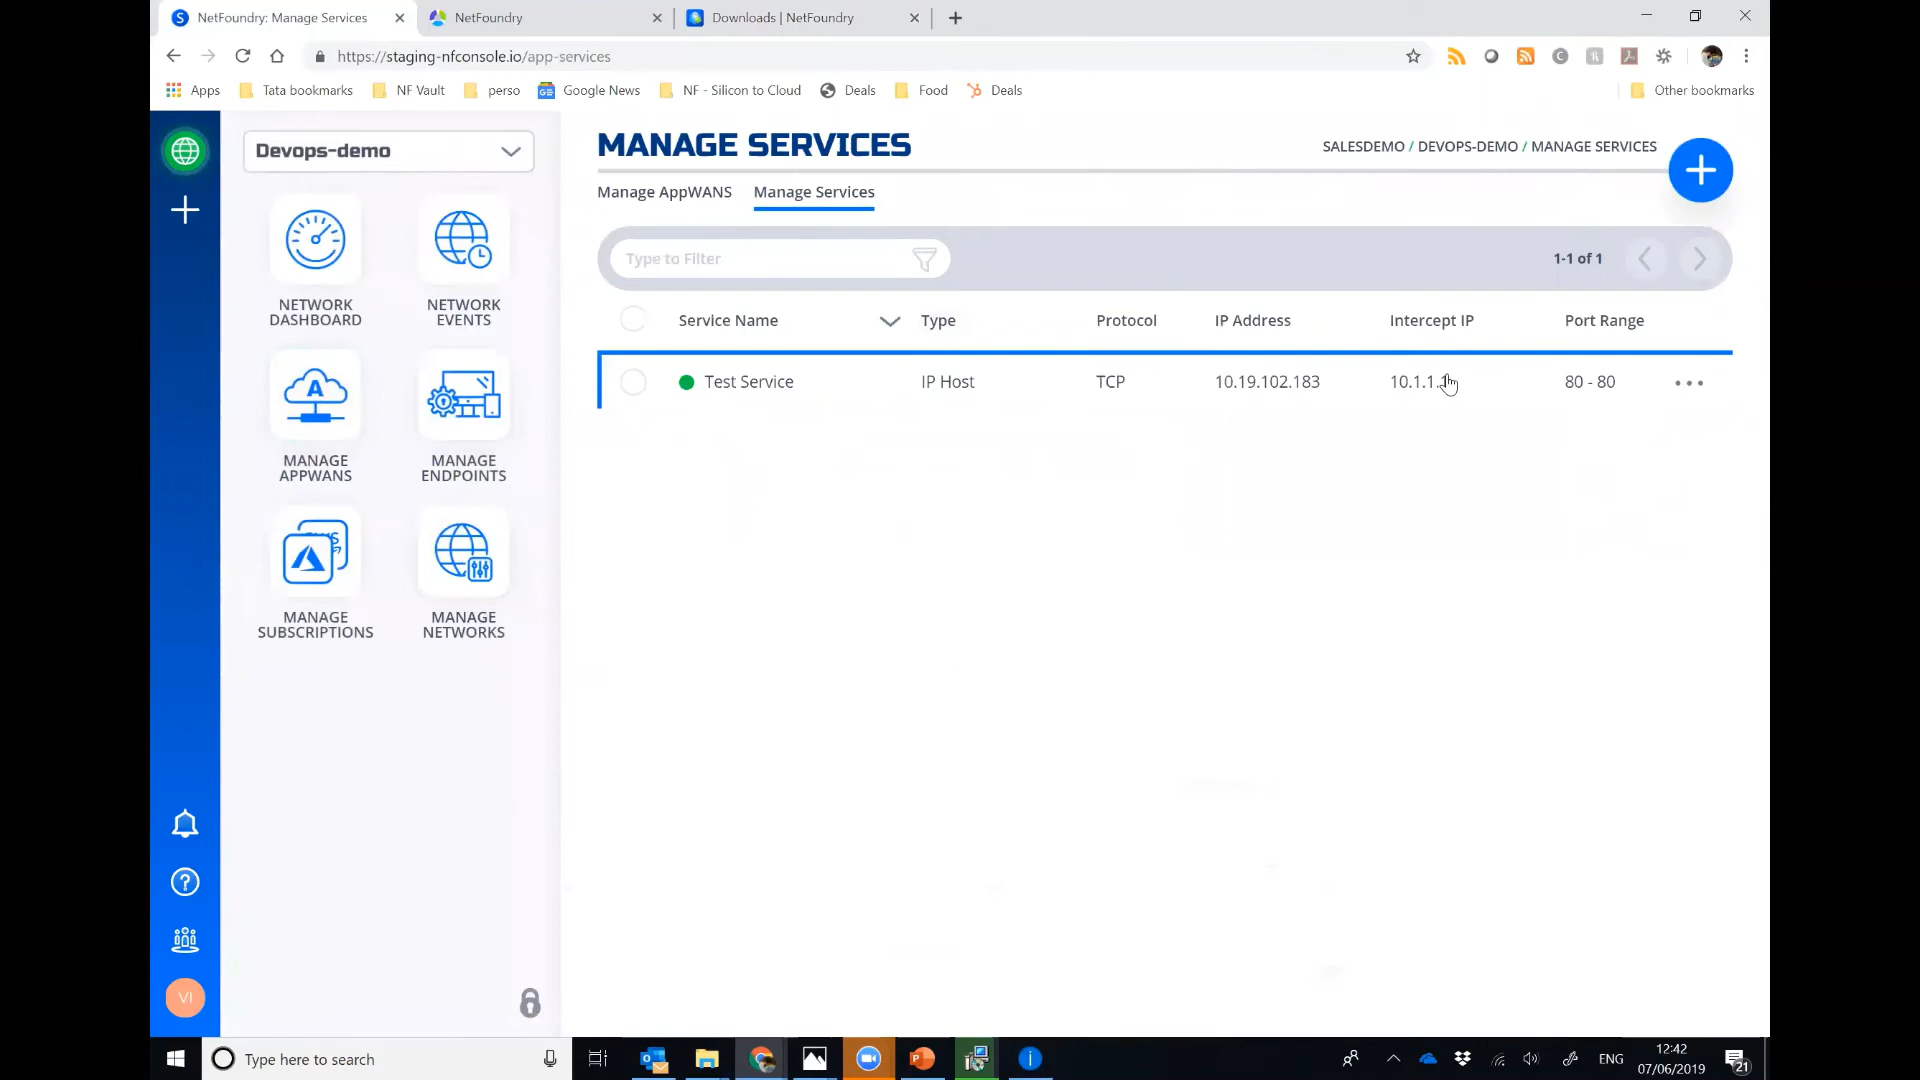 NetFoundry: Manage Services
NetFoundry
Downloads | NetFoundry
https://staging-nfconsole.io/app-services
Apps
Tata bookmarks
NF Vault
perso
Google News
NF - Silicon to Cloud
Deals
Food
Deals
Other bookmarks
Devops-demo
NETWORK
DASHBOARD
NETWORK
EVENTS
MANAGE
APPWANS
MANAGE
ENDPOINTS
MANAGE
SUBSCRIPTIONS
MANAGE
NETWORKS
VI
MANAGE SERVICES
SALESDEMO / DEVOPS-DEMO / MANAGE SERVICES
Manage AppWANS
Manage Services
Type to Filter
1-1 of 1
Service Name
Type
Protocol
IP Address
Intercept IP
Port Range
Test Service
IP Host
TCP
10.19.102.183
80 - 80
Type here to search
ENG
12:42
07/06/2019
21